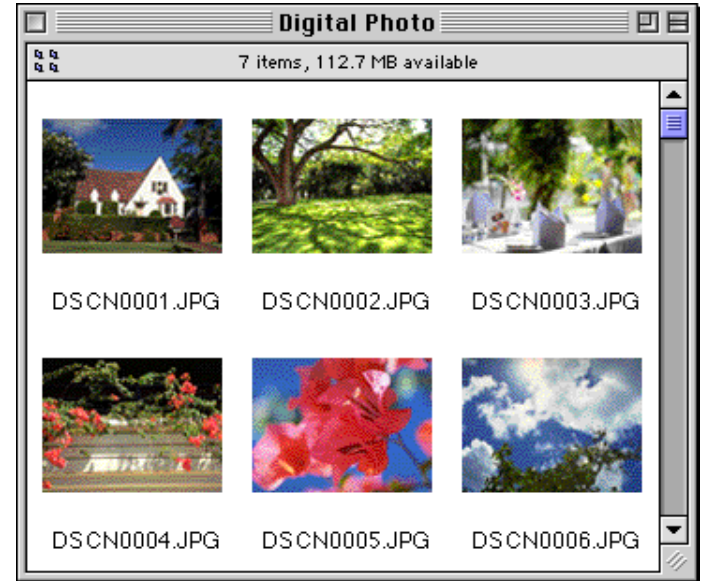 Digital Photo
7 items, 112.7 MB available
DSCN0001.JPG
DSCN0002.JPG
DSCN0003.JPG
DSCN0004.JPG
DSCN0005.JPG
DSCN0006.JPG